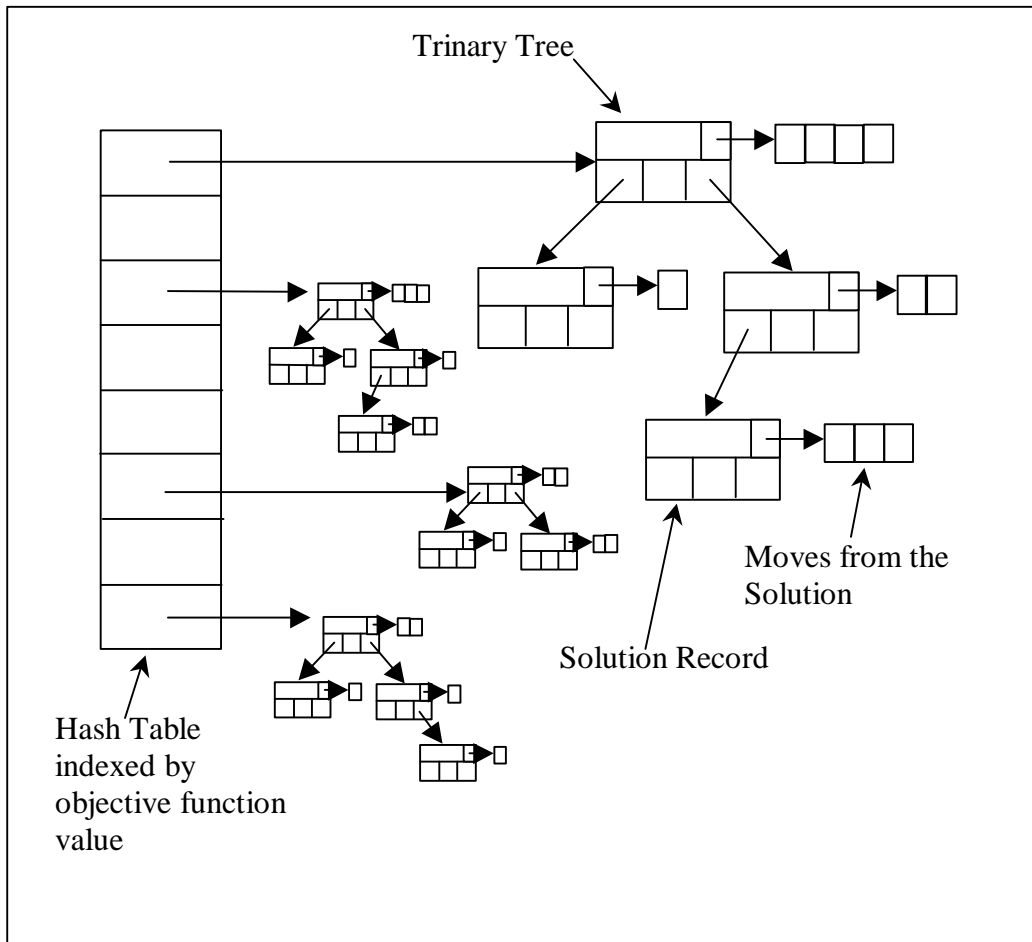 Trinary Tree
Moves from the
Solution
Solution Record
Hash Table
indexed by
objective function
value